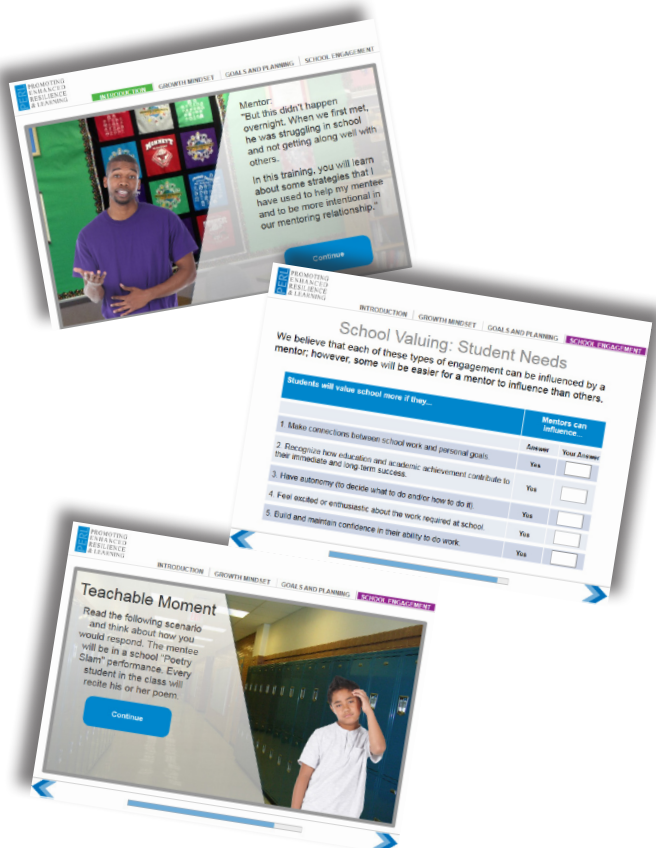 PERI PROMOTING
ENHANCED
RESILIENCE
& LEARNING
INTRODUCTION GROWTH MINDSET GOALS AND PLANNING SCHOOL ENGAGEMENT
Mentor:
"But this didn't happen
overnight. When we first met,
he was struggling in school
and not getting along well with
others.
In this training, you will learn
about some strategies that I
have used to help my mentee
and to be more intentional in
our mentoring relationship."
Continue
PERI PROMOTING
ENHANCED
RESILIENCE
& LEARNING
INTRODUCTION GROWTH MINDSET GOALS AND PLANNING SCHOOL ENGAGEMENT
School Valuing: Student Needs
We believe that each of these types of engagement can be influenced by a
mentor; however, some will be easier for a mentor to influence than others.
Students will value school more if they... Mentors can
influence...
Answer Your Answer
1. Make connections between school work and personal goals. Yes
2. Recognize how education and academic achievement contribute to
their immediate and long-term success. Yes
3. Have autonomy (to decide what to do and/or how to do it) Yes
4. Feel excited or enthusiastic about the work required at school. Yes
5. Build and maintain confidence in their ability to do work. Yes
PERI PROMOTING
ENHANCED
RESILIENCE
& LEARNING
INTRODUCTION GROWTH MINDSET GOALS AND PLANNING SCHOOL ENGAGEMENT
Teachable Moment
Read the following scenario
and think about how you
would respond. The mentee
will be in a school "Poetry
Slam" performance. Every
student in the class will
recite his or her poem.
Continue